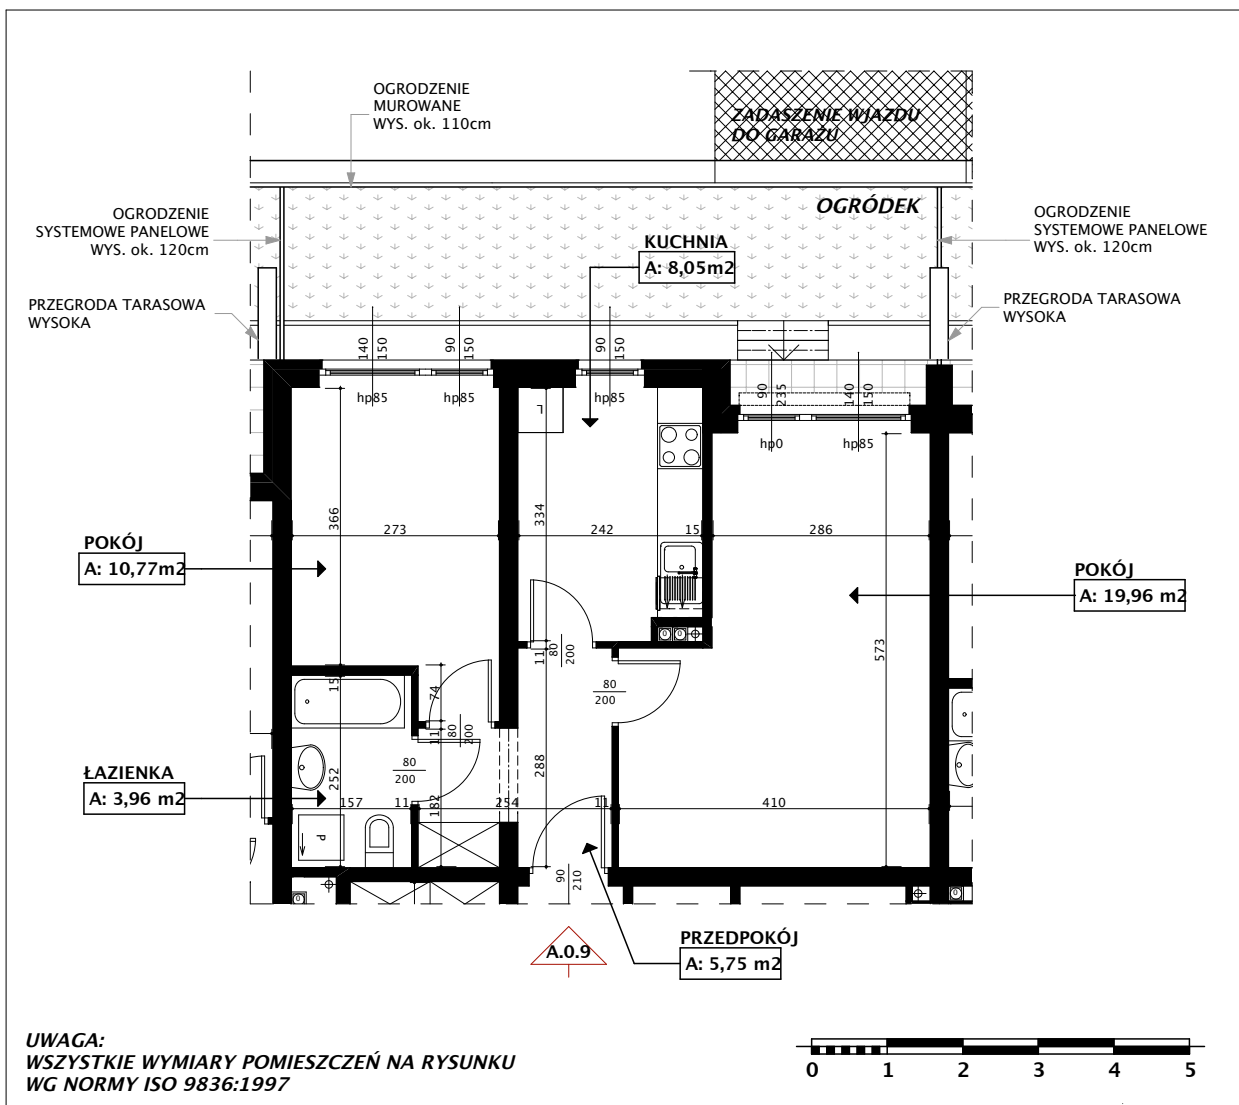 OGRODZENIE
MUROWANE
WYS. ok. 110cm
ZADASZENIE WJAZDU
DO GARAŻU
OGRODZENIE
SYSTEMOWE PANELOWE
WYS. ok. 120cm
OGRÓDEK
OGRODZENIE
SYSTEMOWE PANELOWE
WYS. ok. 120cm
KUCHNIA
A: 8,05m2
PRZEGRODA TARASOWA
WYSOKA
PRZEGRODA TARASOWA
WYSOKA
140
150
90
150
90
150
90
235
140
150
hp85
hp85
hp85
hp0
hp85
366
273
334
242
15
286
POKÓJ
A: 10,77m2
POKÓJ
A: 19,96 m2
573
11
80
200
80
200
15
74
11
80
200
80
200
252
288
182
ŁAZIENKA
A: 3,96 m2
157
11
254
11
410
P
90
210
A.0.9
PRZEDPOKÓJ
A: 5,75 m2
UWAGA:
WSZYSTKIE WYMIARY POMIESZCZEŃ NA RYSUNKU
WG NORMY ISO 9836:1997
0 1 2 3 4 5